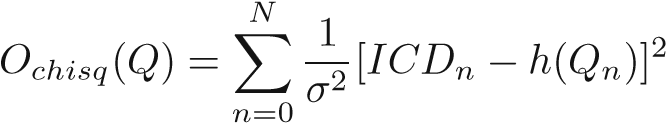 O_{chisq}(Q) = \sum_{n=0}^{N} \frac{1}{\sigma^2} [ICD_n - h(Q_n)]^2